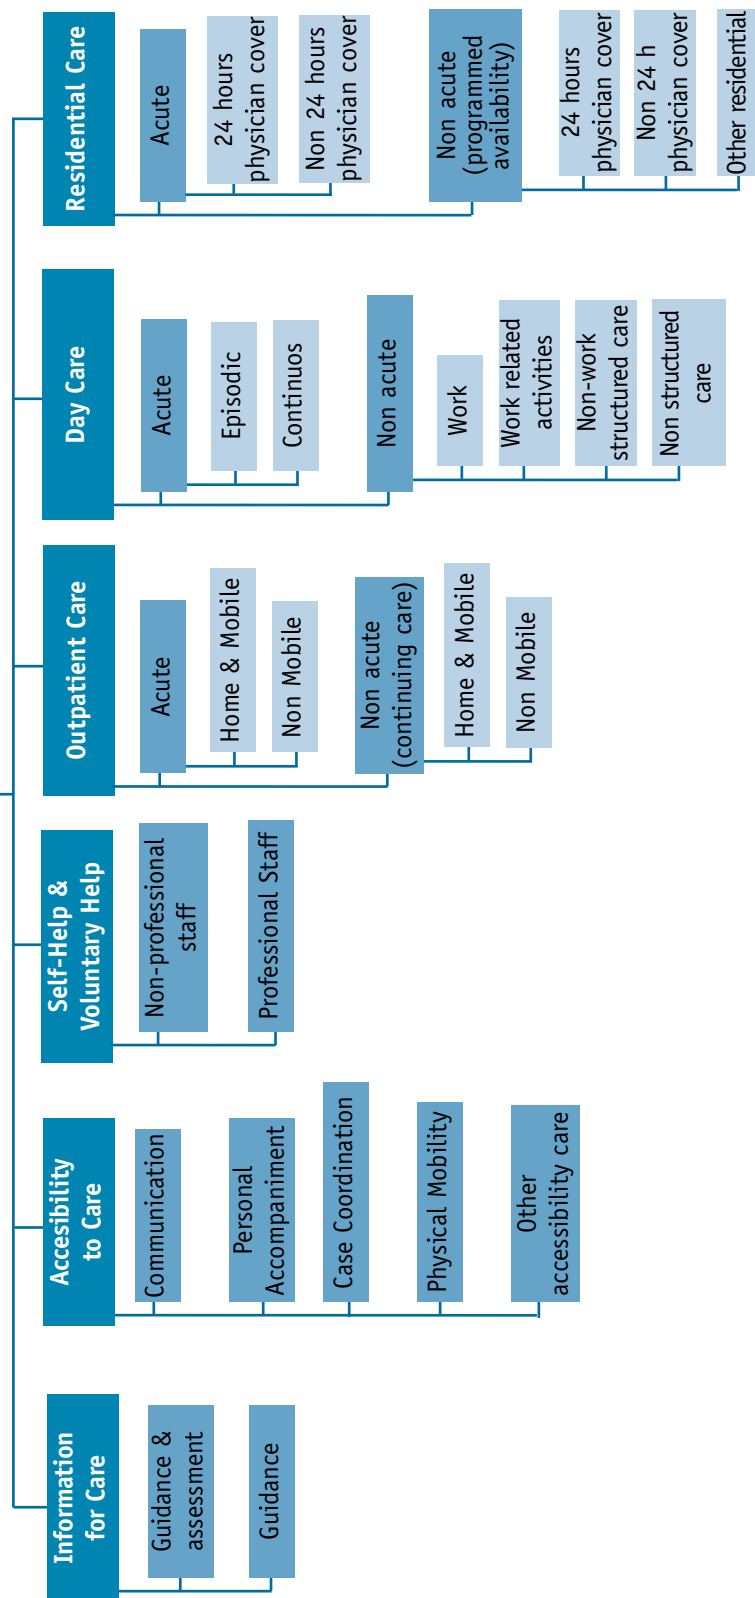 Information
for Care
Guidance &
assessment
Guidance
Accesibility
to Care
Communication
Personal
Accompaniment
Case Coordination
Physical Mobility
Other
accessibility care
Self-Help &
Voluntary Help
Non-professional
staff
Professional Staff
Outpatient Care
Acute
Home & Mobile
Non Mobile
Non acute
(continuing care)
Home & Mobile
Non Mobile
Day Care
Acute
Episodic
Continuos
Non acute
Work
Work related
activities
Non-work
structured care
Non structured
care
Residential Care
Acute
24 hours
physician cover
Non 24 hours
physician cover
Non acute
(programmed
availability)
24 hours
physician cover
Non 24 h
physician cover
Other residential